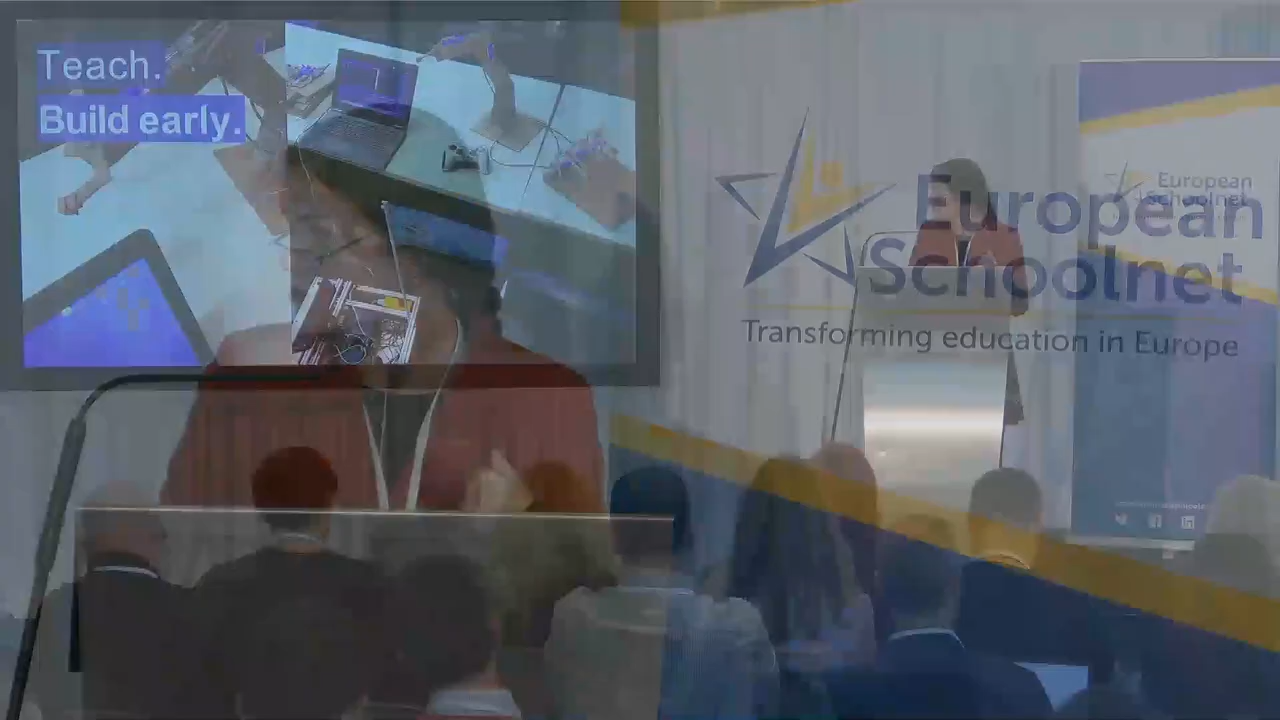 Teach.
Build early.
European
Schoolnet
Transforming education in Europe
European
Schoolnet